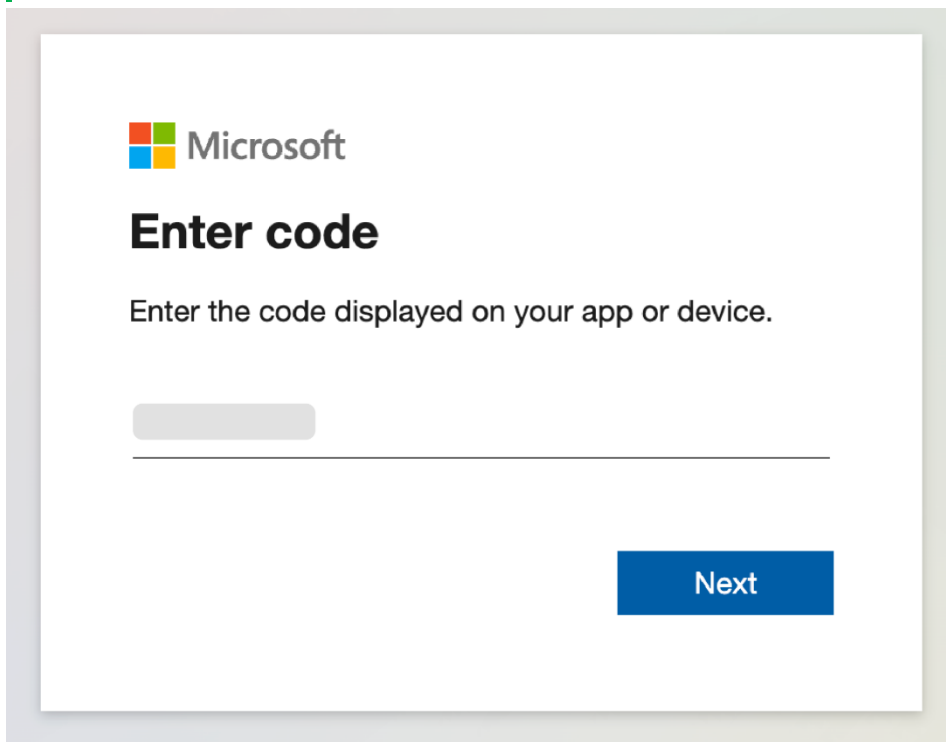 Microsoft
Enter code
Enter the code displayed on your app or device.
Next